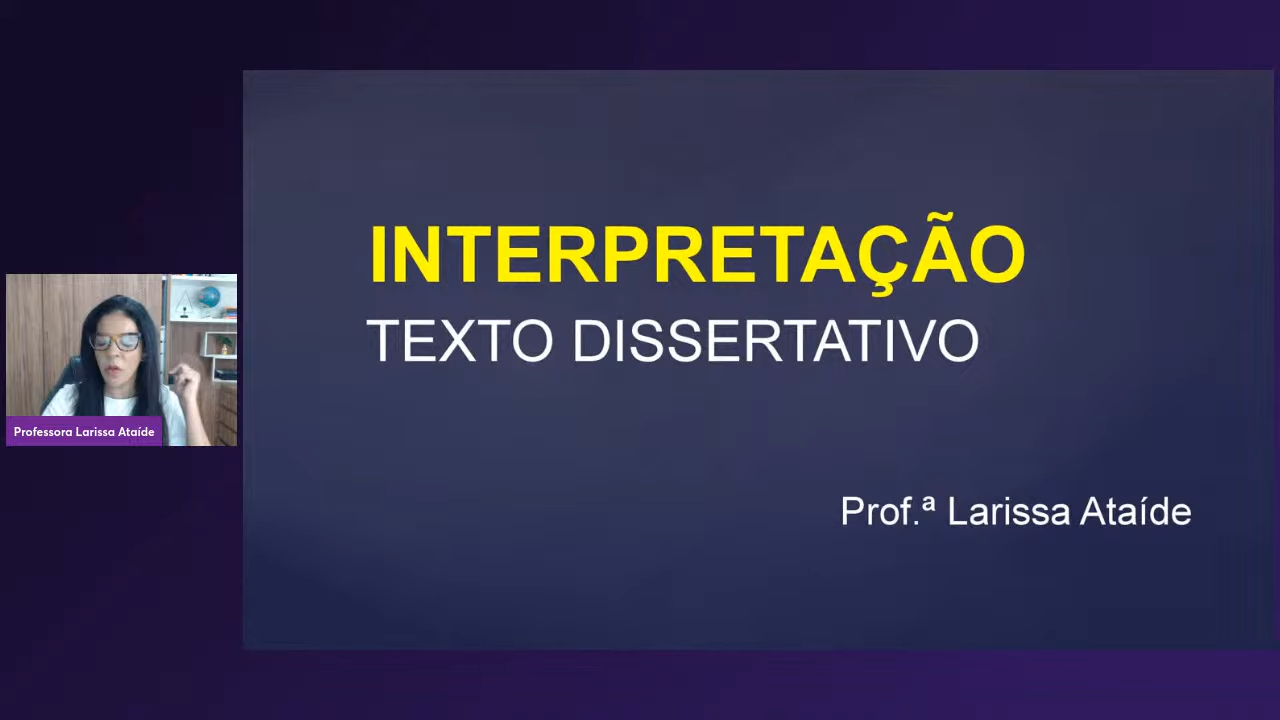 INTERPRETAÇÃO
TEXTO DISSERTATIVO
Professora Larissa Ataíde
Prof.ª Larissa Ataíde